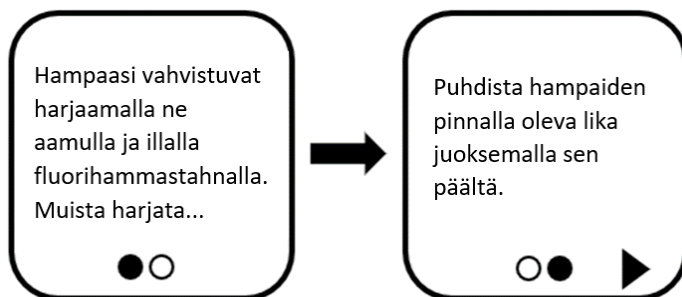 Hampaasi vahvistuvat
harjaamalla ne
aamulla ja illalla
fluorihammastahnalla.
Muista harjata...
Puhdista hampaiden
pinnalla oleva lika
juoksemalla sen
päältä.